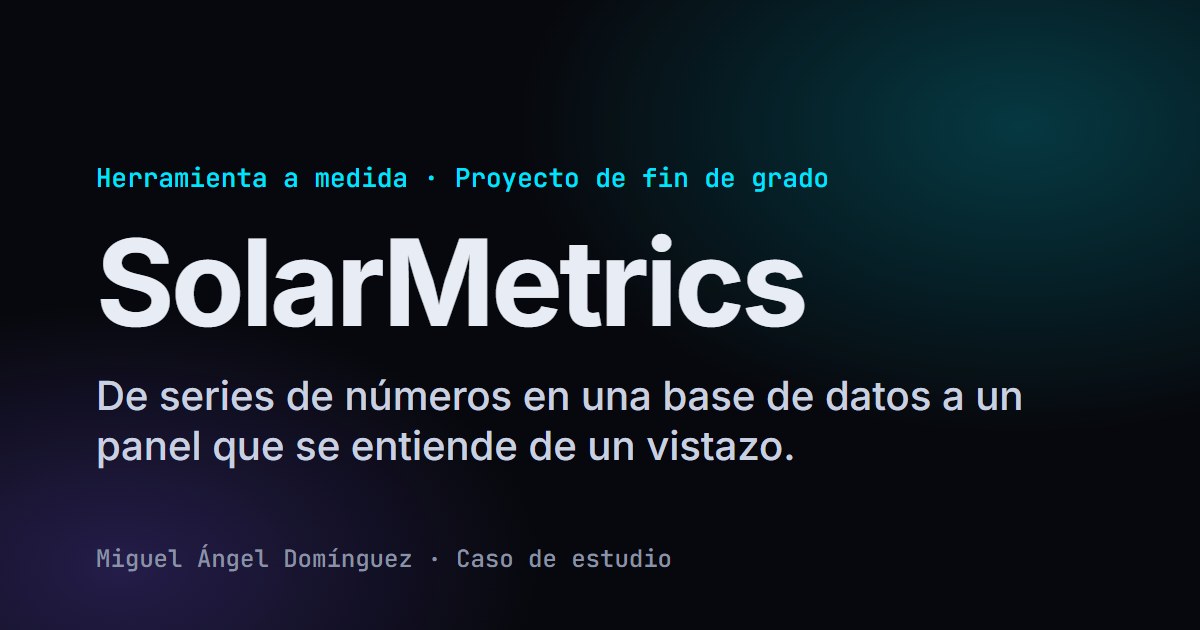 Herramienta a medida · Proyecto de fin de grado
SolarMetrics
De series de números en una base de datos a un
panel que se entiende de un vistazo.
Miguel Ángel Domínguez · Caso de estudio